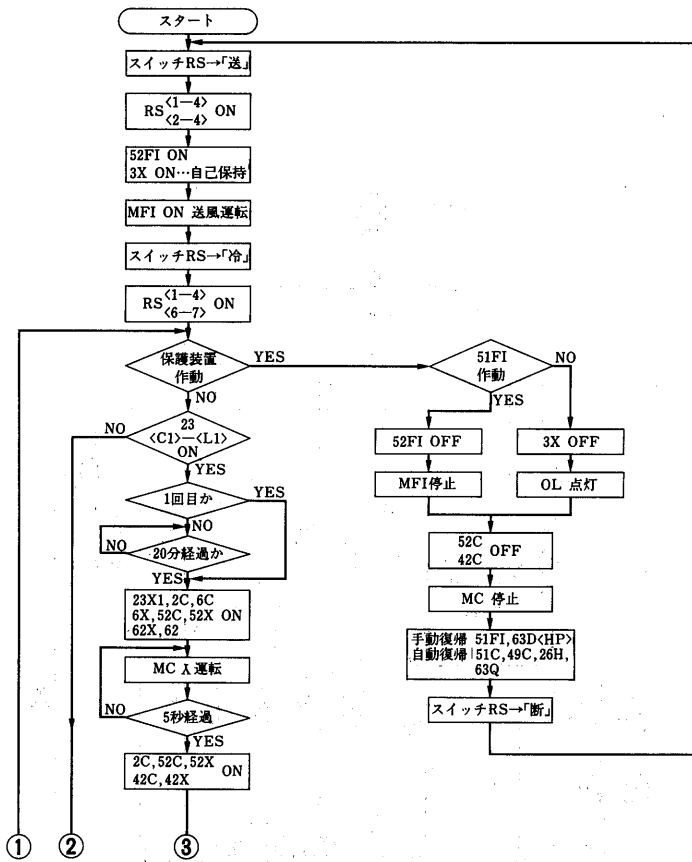 スタート
スイッチRS→「送」
RS<1—4>
<2—4> ON
52FI ON
3X ON…自己保持
MFI ON 送風運転
スイッチRS→「冷」
RS<1—4>
<6—7> ON
保護装置
作動
YES
NO
51FI
作動
NO
YES
23
<C1>—<L1>
ON
NO
YES
52FI OFF
3X OFF
MFI停止
OL 点灯
1回目か
YES
NO
20分経過か
NO
YES
52C
42C OFF
MC 停止
23X1,2C,6C
6X,52C,52X ON
62X,62
手動復帰 51FI,63D<HP>
自動復帰 51C,49C,26H,
63Q
MC 人 運転
スイッチRS→「断」
5秒経過
NO
YES
2C,52C,52X
42C,42X ON
①
②
③